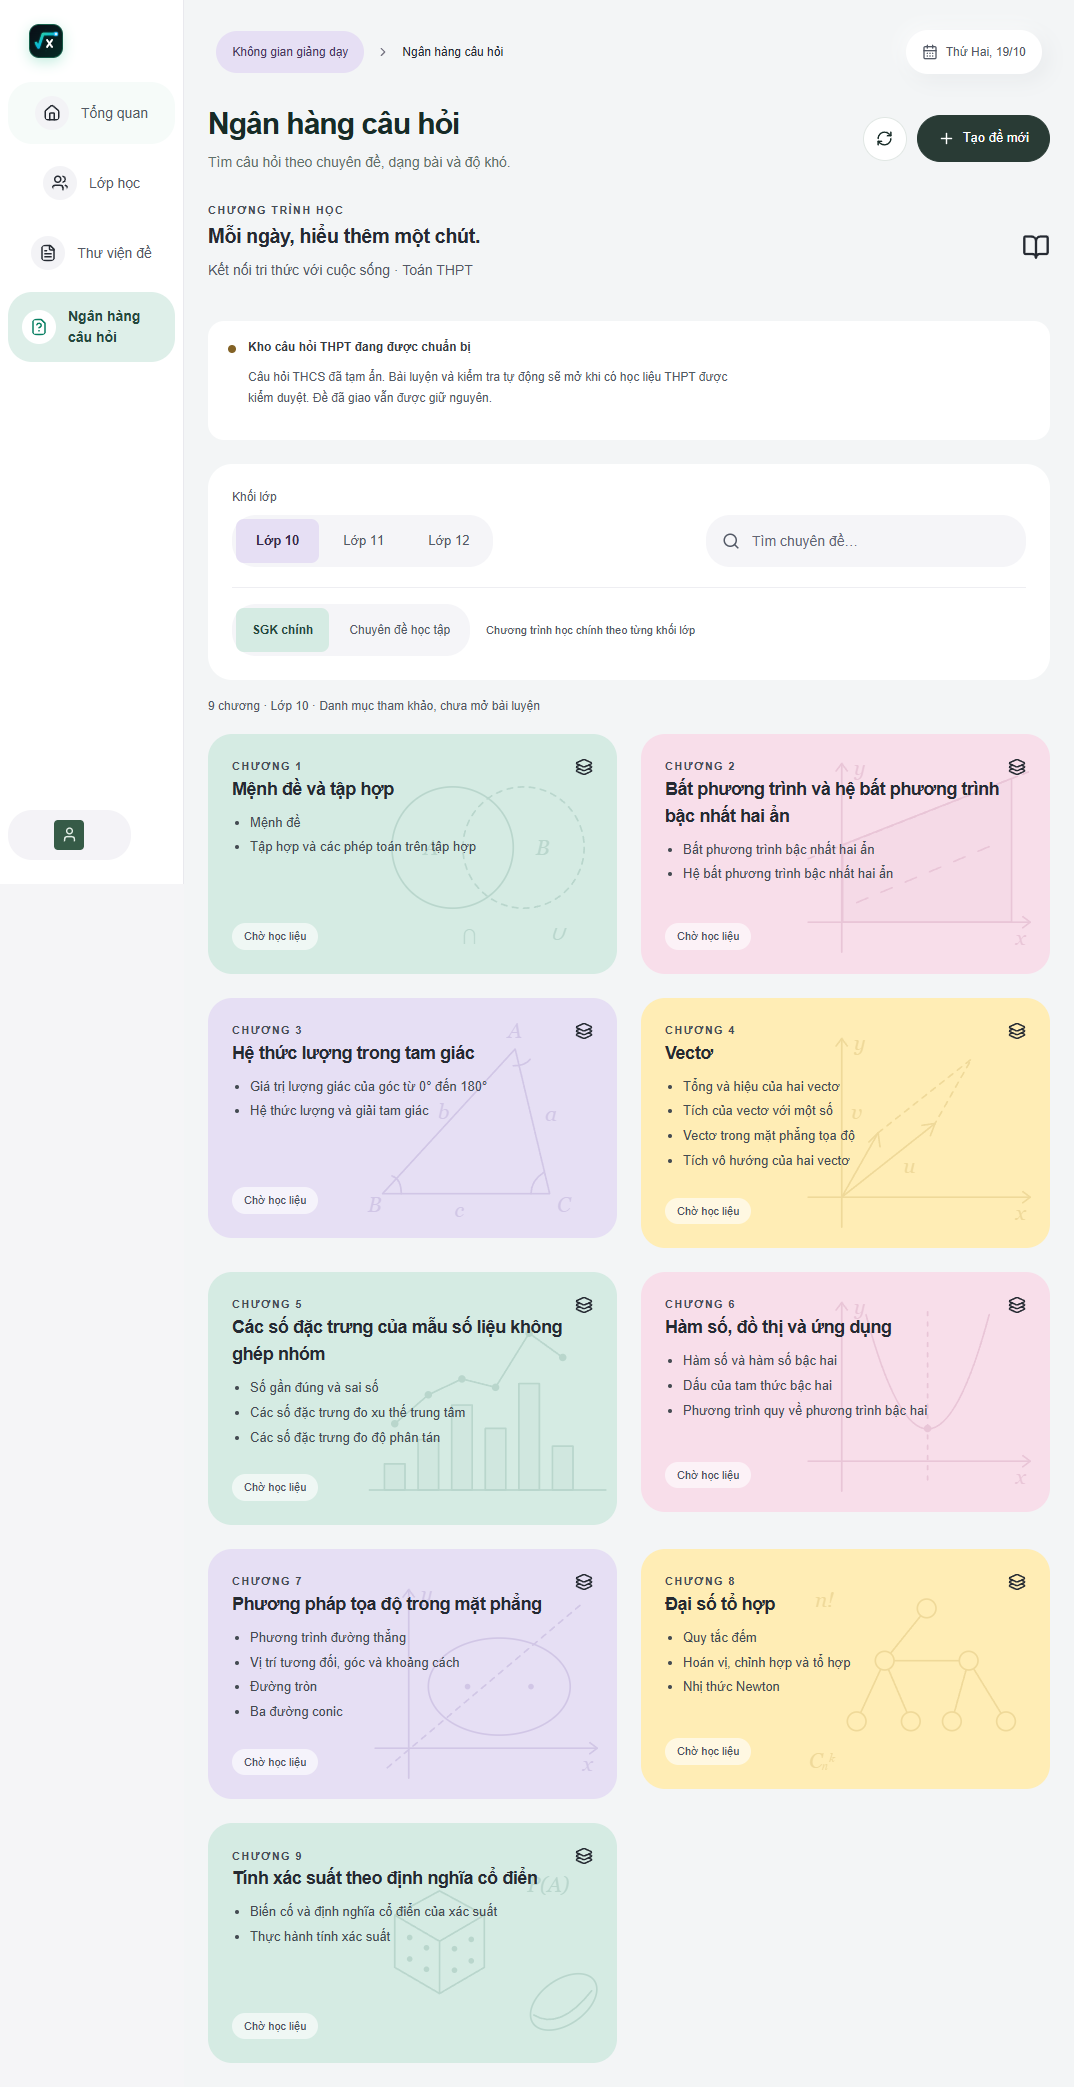 √x
Tổng quan
Lớp học
Thư viện đề
Ngân hàng
câu hỏi
Không gian giảng dạy
Ngân hàng câu hỏi
Thứ Hai, 19/10
Ngân hàng câu hỏi
Tìm câu hỏi theo chuyên đề, dạng bài và độ khó.
Tạo đề mới
CHƯƠNG TRÌNH HỌC
Mỗi ngày, hiểu thêm một chút.
Kết nối tri thức với cuộc sống · Toán THPT
Kho câu hỏi THPT đang được chuẩn bị
Câu hỏi THCS đã tạm ẩn. Bài luyện và kiểm tra tự động sẽ mở khi có học liệu THPT được
kiểm duyệt. Đề đã giao vẫn được giữ nguyên.
Khối lớp
Lớp 10
Lớp 11
Lớp 12
Tìm chuyên đề...
SGK chính
Chuyên đề học tập
Chương trình học chính theo từng khối lớp
9 chương · Lớp 10 · Danh mục tham khảo, chưa mở bài luyện
CHƯƠNG 1
Mệnh đề và tập hợp
Mệnh đề
Tập hợp và các phép toán trên tập hợp
A
B
∩
∪
Chờ học liệu
CHƯƠNG 2
Bất phương trình và hệ bất phương trình
bậc nhất hai ẩn
Bất phương trình bậc nhất hai ẩn
Hệ bất phương trình bậc nhất hai ẩn
y
x
Chờ học liệu
CHƯƠNG 3
Hệ thức lượng trong tam giác
Giá trị lượng giác của góc từ 0° đến 180°
Hệ thức lượng và giải tam giác
A
b
a
B
c
C
Chờ học liệu
CHƯƠNG 4
Vectơ
Tổng và hiệu của hai vectơ
Tích của vectơ với một số
Vectơ trong mặt phẳng tọa độ
Tích vô hướng của hai vectơ
y
v
u
x
Chờ học liệu
CHƯƠNG 5
Các số đặc trưng của mẫu số liệu không
ghép nhóm
Số gần đúng và sai số
Các số đặc trưng đo xu thế trung tâm
Các số đặc trưng đo độ phân tán
Chờ học liệu
CHƯƠNG 6
Hàm số, đồ thị và ứng dụng
Hàm số và hàm số bậc hai
Dấu của tam thức bậc hai
Phương trình quy về phương trình bậc hai
y
x
Chờ học liệu
CHƯƠNG 7
Phương pháp tọa độ trong mặt phẳng
Phương trình đường thẳng
Vị trí tương đối, góc và khoảng cách
Đường tròn
Ba đường conic
y
x
Chờ học liệu
CHƯƠNG 8
Đại số tổ hợp
Quy tắc đếm
Hoán vị, chỉnh hợp và tổ hợp
Nhị thức Newton
n!
Cₙᵏ
Chờ học liệu
CHƯƠNG 9
Tính xác suất theo định nghĩa cổ điển
Biến cố và định nghĩa cổ điển của xác suất
Thực hành tính xác suất
P(A)
Chờ học liệu